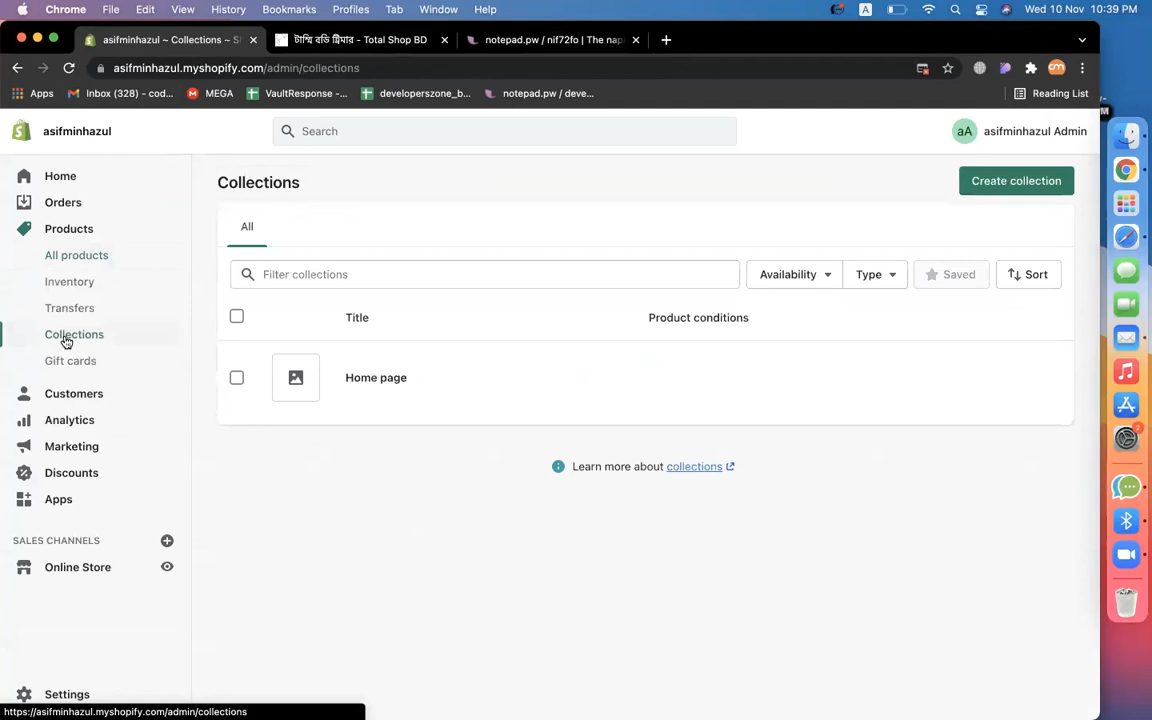 Chrome File Edit View History Bookmarks Profiles Tab Window Help A Wed 10 Nov 10:39 PM
asifminhazul ~ Collections ~ S
টাম্মি বডি ট্রিমার - Total Shop BD
notepad.pw / nif72fo | The nap
asifminhazul.myshopify.com/admin/collections
Apps Inbox (328) - cod... MEGA VaultResponse -... developerszone_b... notepad.pw / deve... Reading List
asifminhazul
Search
aA asifminhazul Admin
Home
Orders
Products
All products
Inventory
Transfers
Collections
Gift cards
Customers
Analytics
Marketing
Discounts
Apps
SALES CHANNELS
Online Store
Settings
Collections
Create collection
All
Filter collections
Availability Type Saved Sort
Title Product conditions
Home page
Learn more about collections
https://asifminhazul.myshopify.com/admin/collections